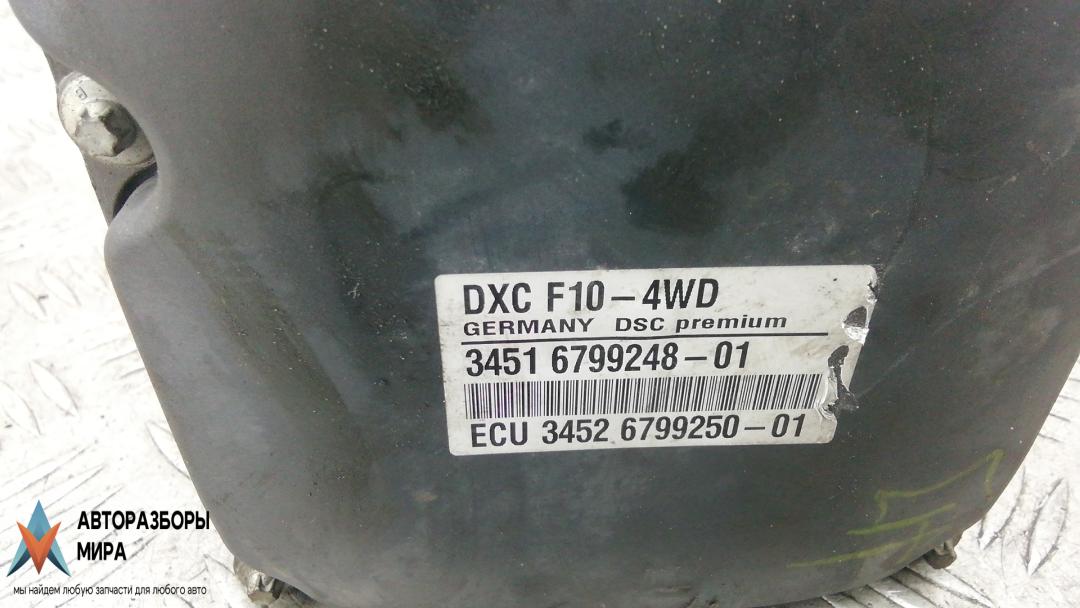 DXC F10-4WD
GERMANY DSC premium
3451 6799248-01
ECU 3452 6799250-01
АВТОРАЗБОРЫ
МИРА
мы найдем любую запчасти для любого авто